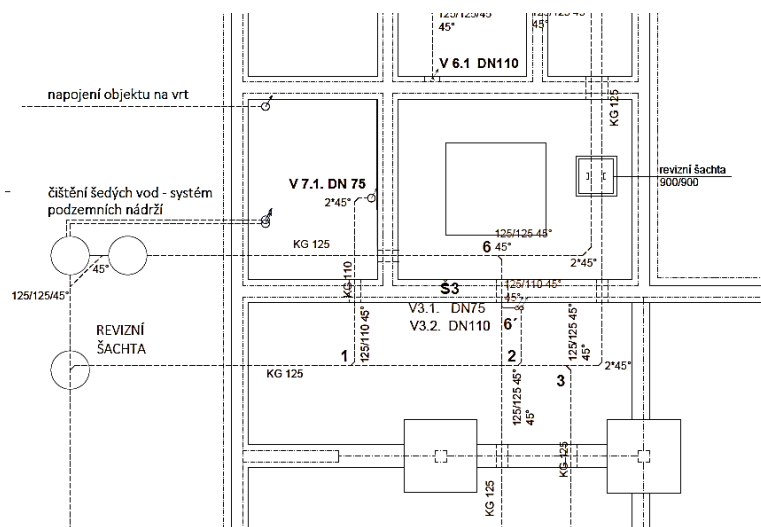 125/125/45°
45°
125/125 45°
V 6.1 DN110
KG 125
napojení objektu na vrt
revizní šachta
900/900
V 7.1. DN 75
2*45°
čištění šedých vod - systém
podzemních nádrží
KG 125
125/125 45°
6 45°
2*45°
45°
125/125/45°
KG 110
Š3
125/110 45°
45°
V3.1. DN75
V3.2. DN110
6´
REVIZNÍ
ŠACHTA
1
125/110 45°
2
125/125 45°
45°
3
2*45°
KG 125
125/125 45°
45°
KG 125
KG 125